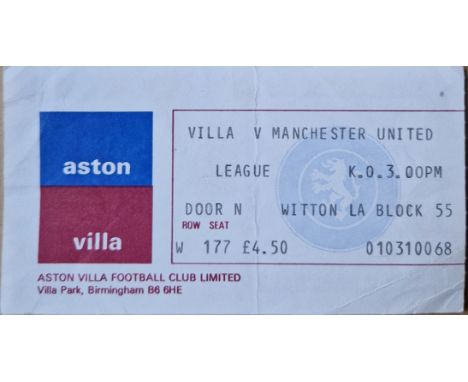 aston
villa
ASTON VILLA FOOTBALL CLUB LIMITED
Villa Park, Birmingham B6 6HE
VILLA V MANCHESTER UNITED
LEAGUE K.O.3.00PM
DOOR N WITTON LA BLOCK 55
ROW SEAT
W 177 £4.50 010310068